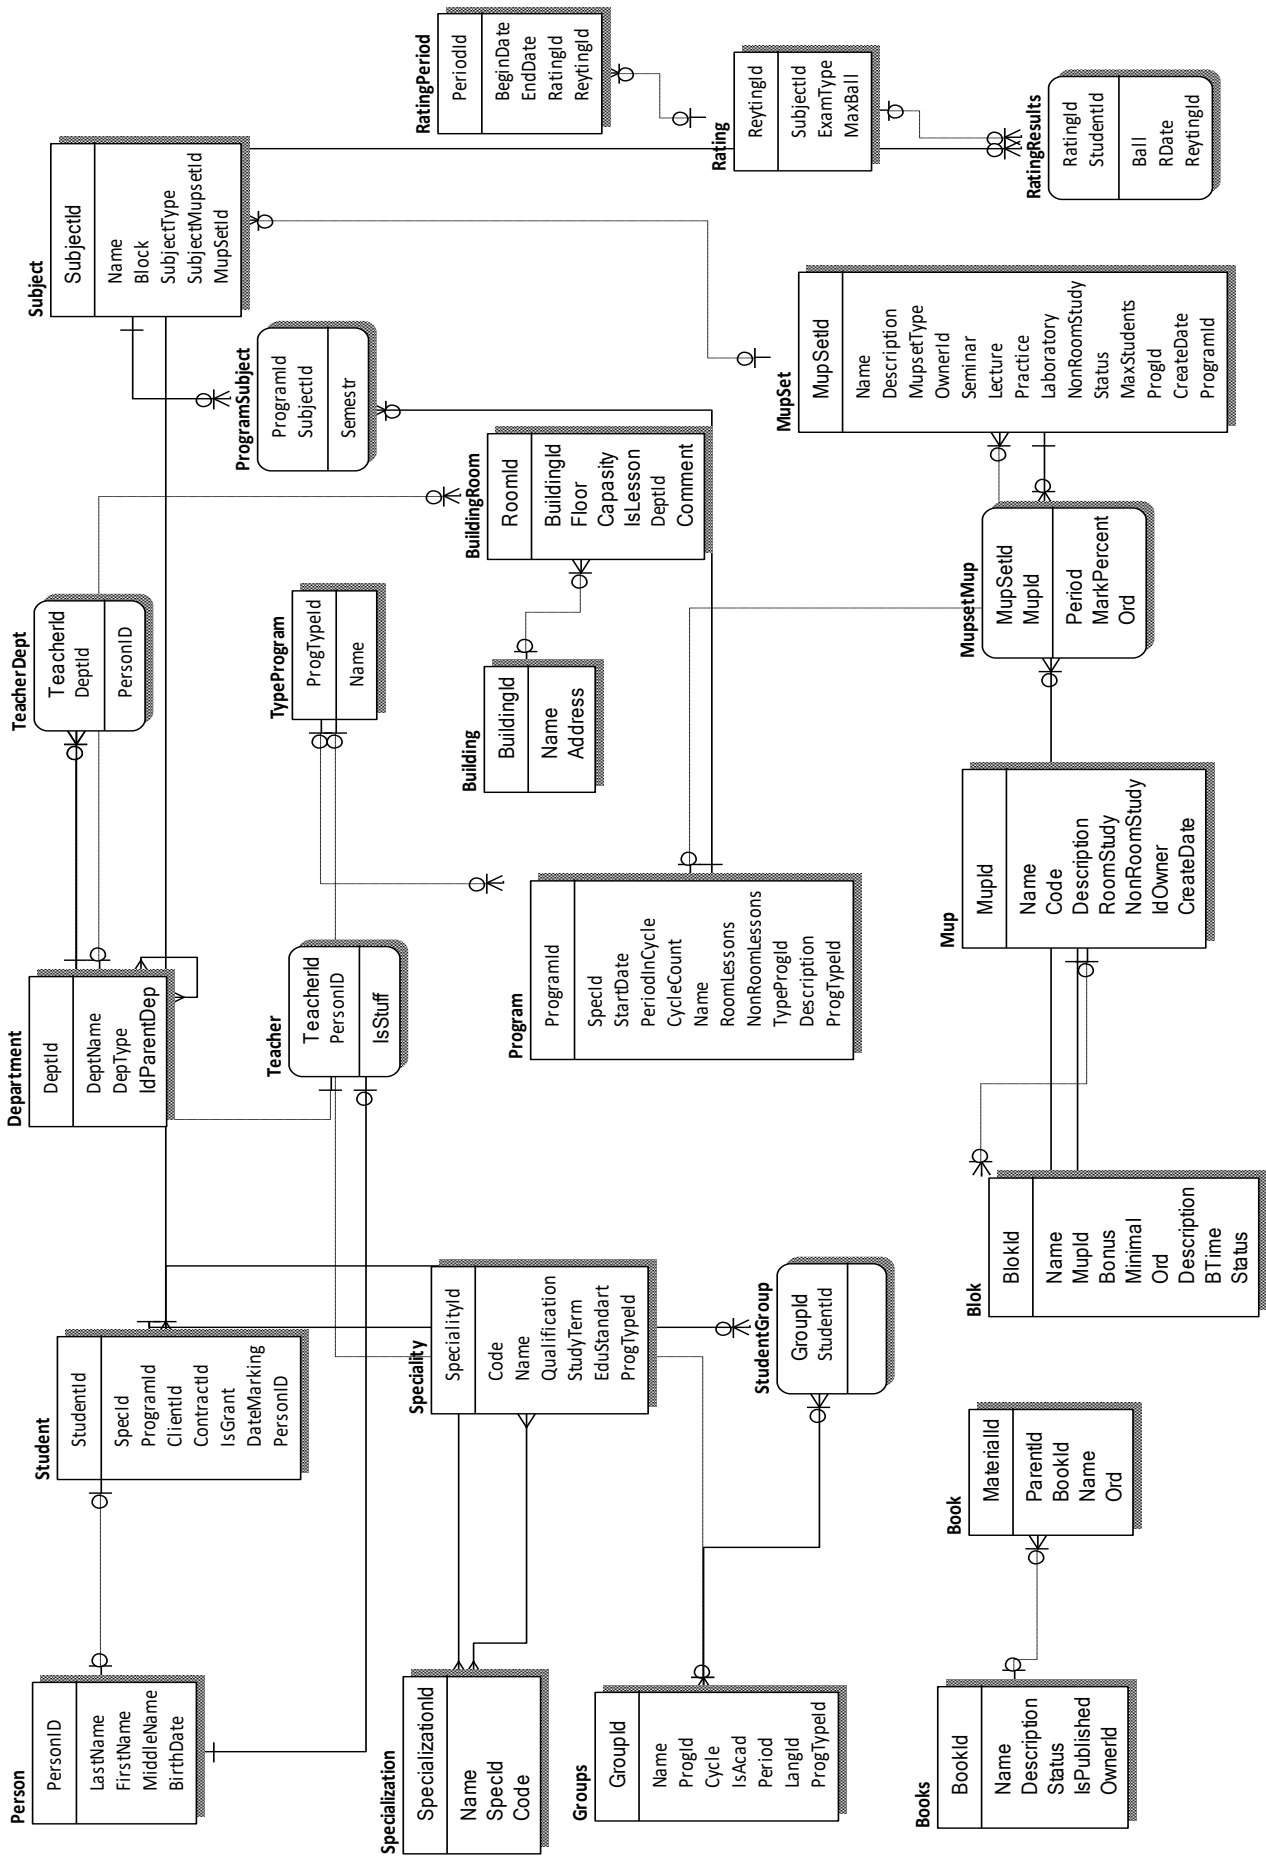 Person
PersonID
LastName
FirstName
MiddleName
BirthDate
Student
StudentId
SpecId
ProgramId
ClientId
ContractId
IsGrant
DateMarking
PersonID
Department
DeptId
DeptName
DepType
IdParentDep
TeacherDept
TeacherId
DeptId
PersonID
Subject
SubjectId
Name
Block
SubjectType
SubjectMupsetId
MupSetId
ProgramSubject
ProgramId
SubjectId
Semestr
Teacher
TeacherId
PersonID
IsStuff
TypeProgram
ProgTypeId
Name
RatingPeriod
PeriodId
BeginDate
EndDate
RatingId
ReytingId
Specialization
SpecializationId
Name
SpecId
Code
Speciality
SpecialityId
Code
Name
Qualification
StudyTerm
EduStandart
ProgTypeId
Building
BuildingId
Name
Address
BuildingRoom
RoomId
BuildingId
Floor
Capasity
IsLesson
DeptId
Comment
Program
ProgramId
SpecId
StartDate
PeriodInCycle
CycleCount
Name
RoomLessons
NonRoomLessons
TypeProgId
Description
ProgTypeId
Groups
GroupId
Name
ProgId
Cycle
IsAcad
Period
LangId
ProgTypeId
StudentGroup
GroupId
StudentId
Rating
ReytingId
SubjectId
ExamType
MaxBall
RatingResults
RatingId
StudentId
Ball
RDate
ReytingId
MupSet
MupSetId
Name
Description
MupsetType
OwnerId
Seminar
Lecture
Practice
Laboratory
NonRoomStudy
Status
MaxStudents
ProgId
CreateDate
ProgramId
Books
BookId
Name
Description
Status
IsPublished
OwnerId
Book
MaterialId
ParentId
BookId
Name
Ord
Blok
BlokId
Name
MupId
Bonus
Minimal
Ord
Description
BTime
Status
Mup
MupId
Name
Code
Description
RoomStudy
NonRoomStudy
IdOwner
CreateDate
MupsetMup
MupSetId
MupId
Period
MarkPercent
Ord